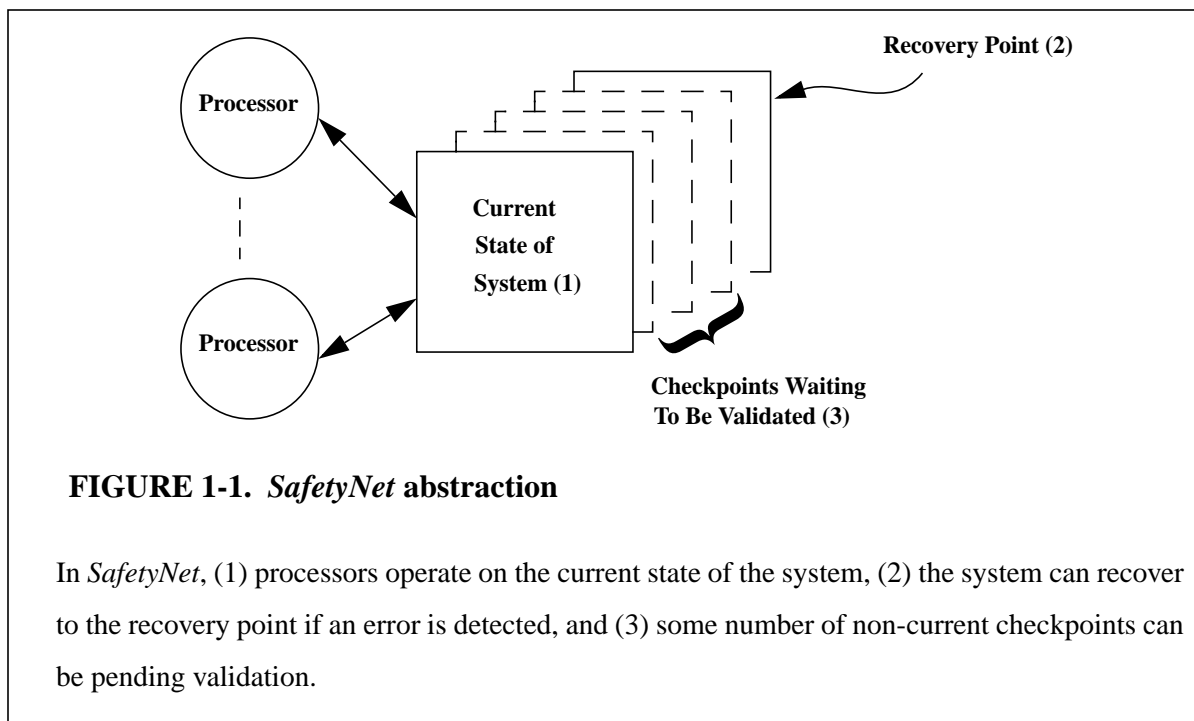 Recovery Point (2)
Processor
Current
State of
System (1)
Processor
Checkpoints Waiting
To Be Validated (3)
FIGURE 1-1. SafetyNet abstraction
In SafetyNet, (1) processors operate on the current state of the system, (2) the system can recover
to the recovery point if an error is detected, and (3) some number of non-current checkpoints can
be pending validation.